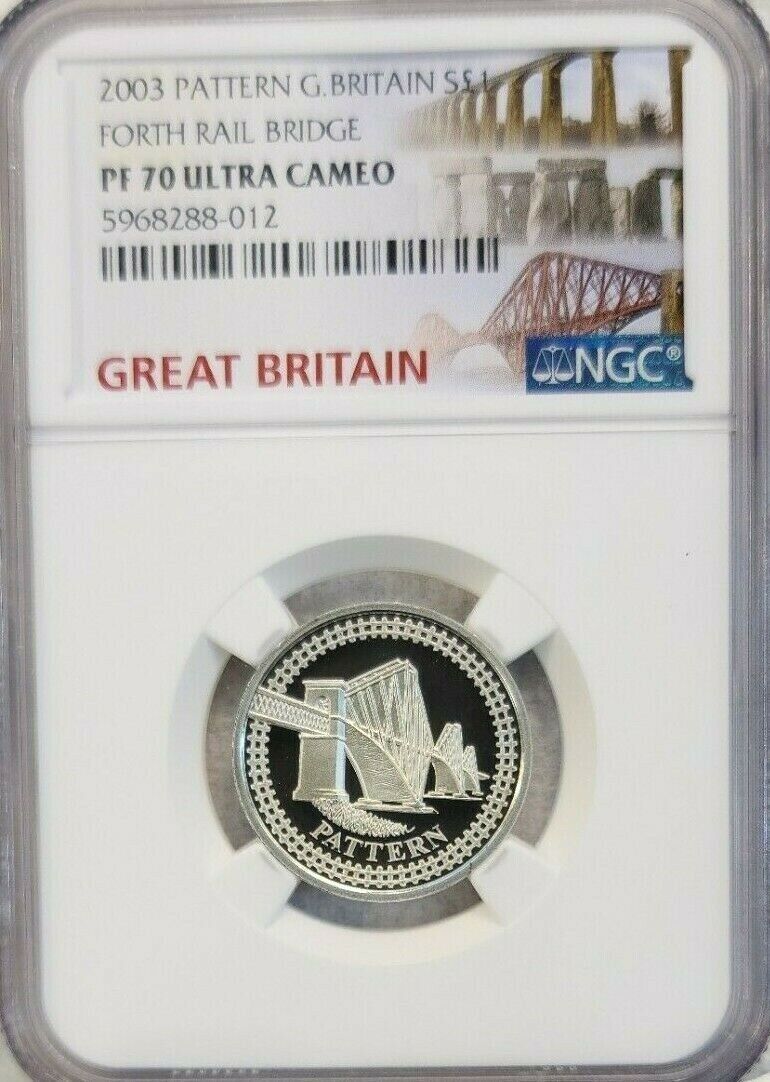 2003 PATTERN G.BRITAIN S£1
FORTH RAIL BRIDGE
PF 70 ULTRA CAMEO
5968288-012
GREAT BRITAIN
NGC®
PATTERN